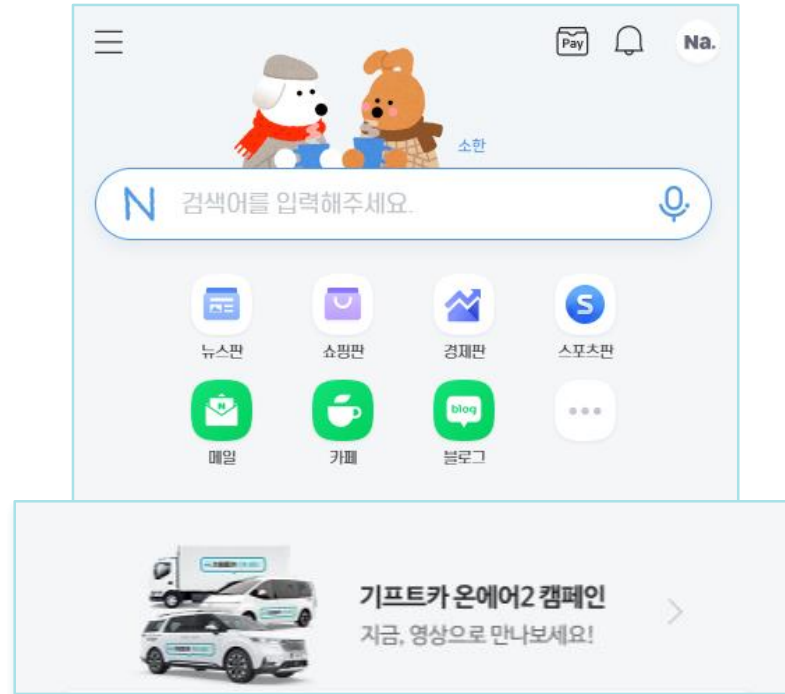 Pay
Na.
소한
N 검색어를 입력해주세요.
S
뉴스판 쇼핑판 경제판 스포츠판
N blog
메일 카페 블로그
기프트카 온에어2 캠페인
지금, 영상으로 만나보세요!